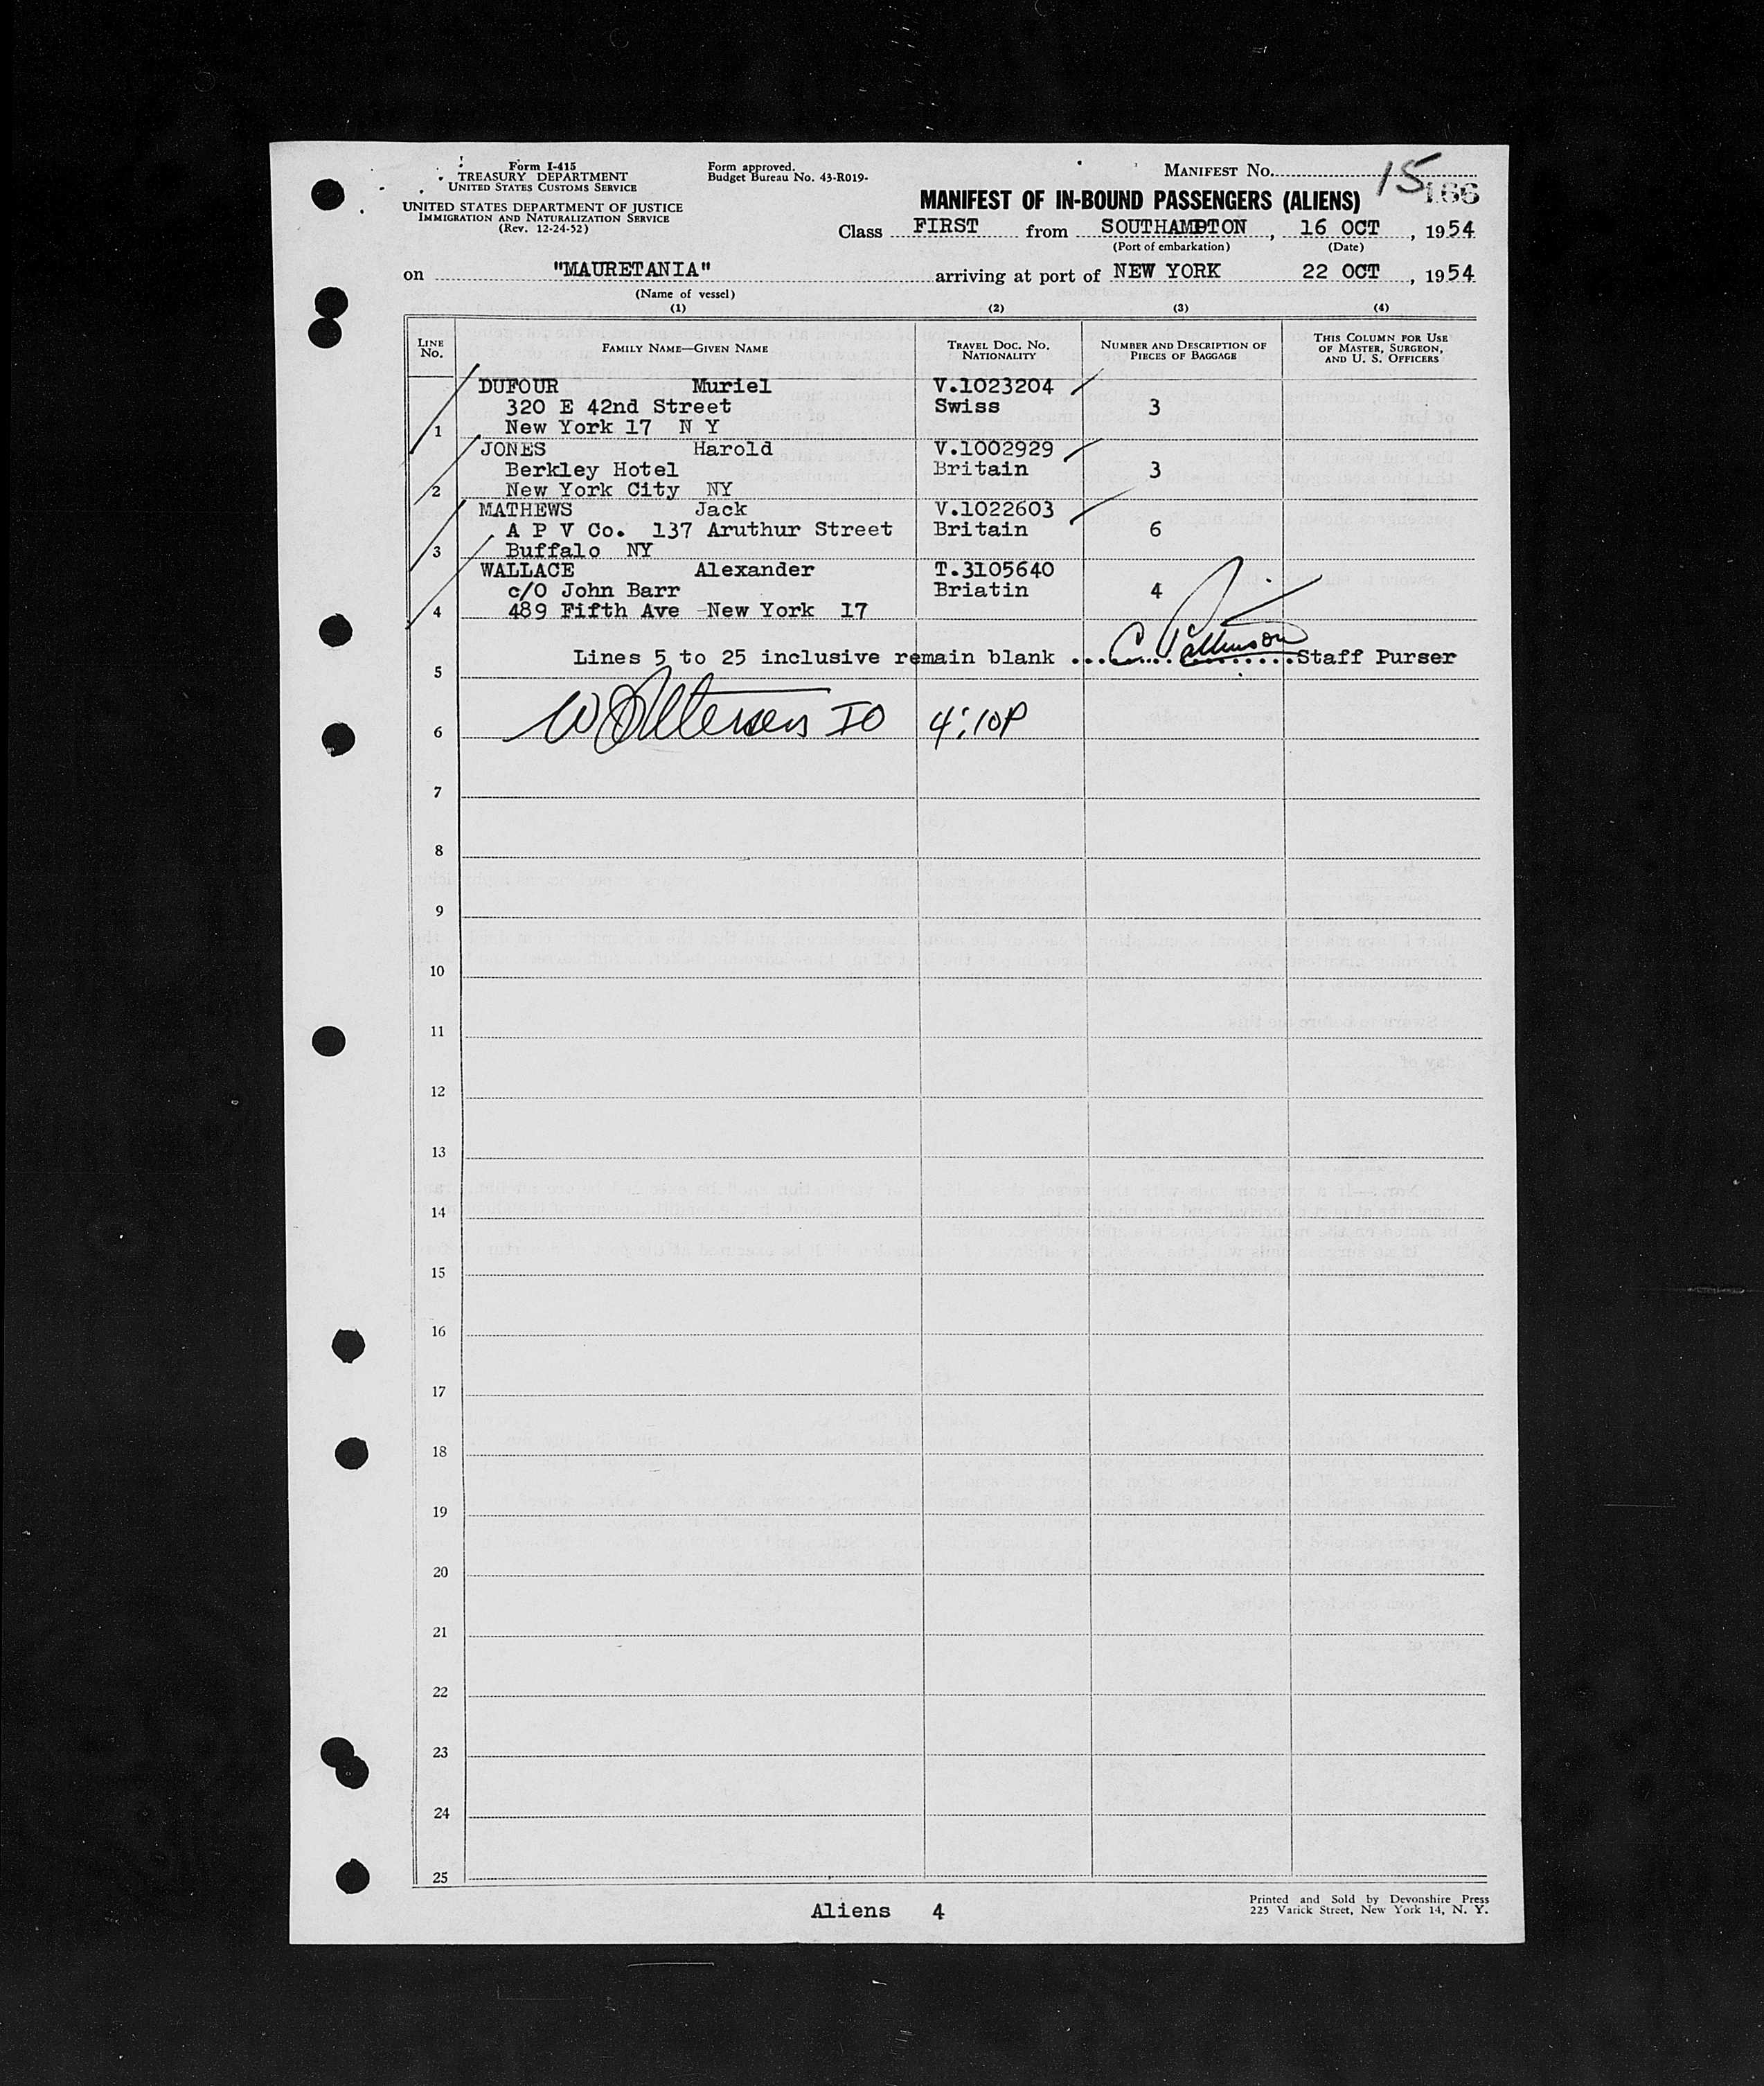 Form I-415
TREASURY DEPARTMENT
UNITED STATES CUSTOMS SERVICE
UNITED STATES DEPARTMENT OF JUSTICE
IMMIGRATION AND NATURALIZATION SERVICE
(Rev. 12-24-52)
Form approved.
Budget Bureau No. 43-R019-
MANIFEST No. 15
166
MANIFEST OF IN-BOUND PASSENGERS (ALIENS)
Class FIRST from SOUTHAMPTON, 16 OCT, 1954
(Port of embarkation) (Date)
on "MAURETANIA" arriving at port of NEW YORK 22 OCT, 1954
(Name of vessel)
(1) (2) (3) (4)
LINE No. FAMILY NAME—GIVEN NAME TRAVEL DOC. NO. NATIONALITY NUMBER AND DESCRIPTION OF PIECES OF BAGGAGE THIS COLUMN FOR USE OF MASTER, SURGEON, AND U. S. OFFICERS
DUFOUR Muriel V.1023204
320 E 42nd Street Swiss 3
1 New York 17 N Y
JONES Harold V.1002929
Berkley Hotel Britain 3
2 New York City NY
MATHEWS Jack V.1022603
A P V Co. 137 Aruthur Street Britain 6
3 Buffalo NY
WALLACE Alexander T.3105640
c/O John Barr Briatin 4
4 489 Fifth Ave New York 17
Lines 5 to 25 inclusive remain blank ... C. ... Staff Purser
5
IO 4:10P
6
7
8
9
10
11
12
13
14
15
16
17
18
19
20
21
22
23
24
25
Aliens 4
Printed and Sold by Devonshire Press
225 Varick Street, New York 14, N. Y.